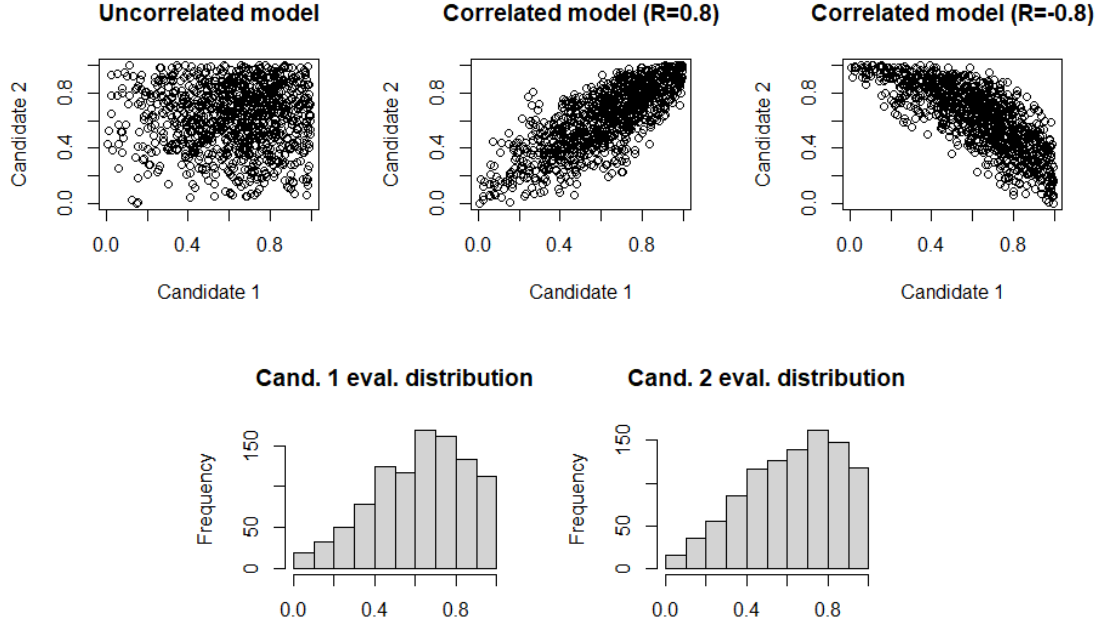 Uncorrelated model
Candidate 2
0.0 0.4 0.8
0.0 0.4 0.8
Candidate 1
Correlated model (R=0.8)
Candidate 2
0.0 0.4 0.8
0.0 0.4 0.8
Candidate 1
Correlated model (R=-0.8)
Candidate 2
0.0 0.4 0.8
0.0 0.4 0.8
Candidate 1
Cand. 1 eval. distribution
Frequency
0 50 150
0.0 0.4 0.8
Cand. 2 eval. distribution
Frequency
0 50 150
0.0 0.4 0.8